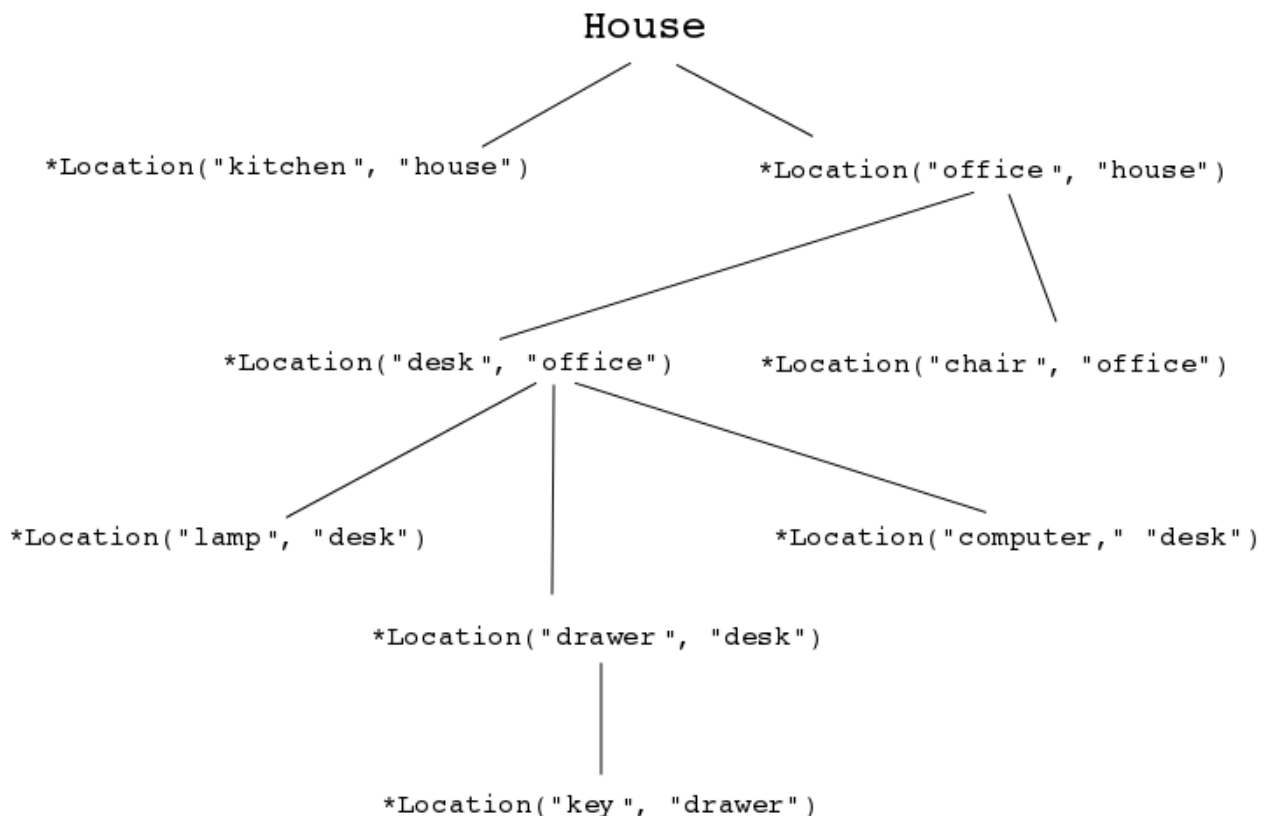 House
*Location("kitchen", "house")
*Location("office", "house")
*Location("desk", "office")
*Location("chair", "office")
*Location("lamp", "desk")
*Location("computer," "desk")
*Location("drawer", "desk")
*Location("key", "drawer")